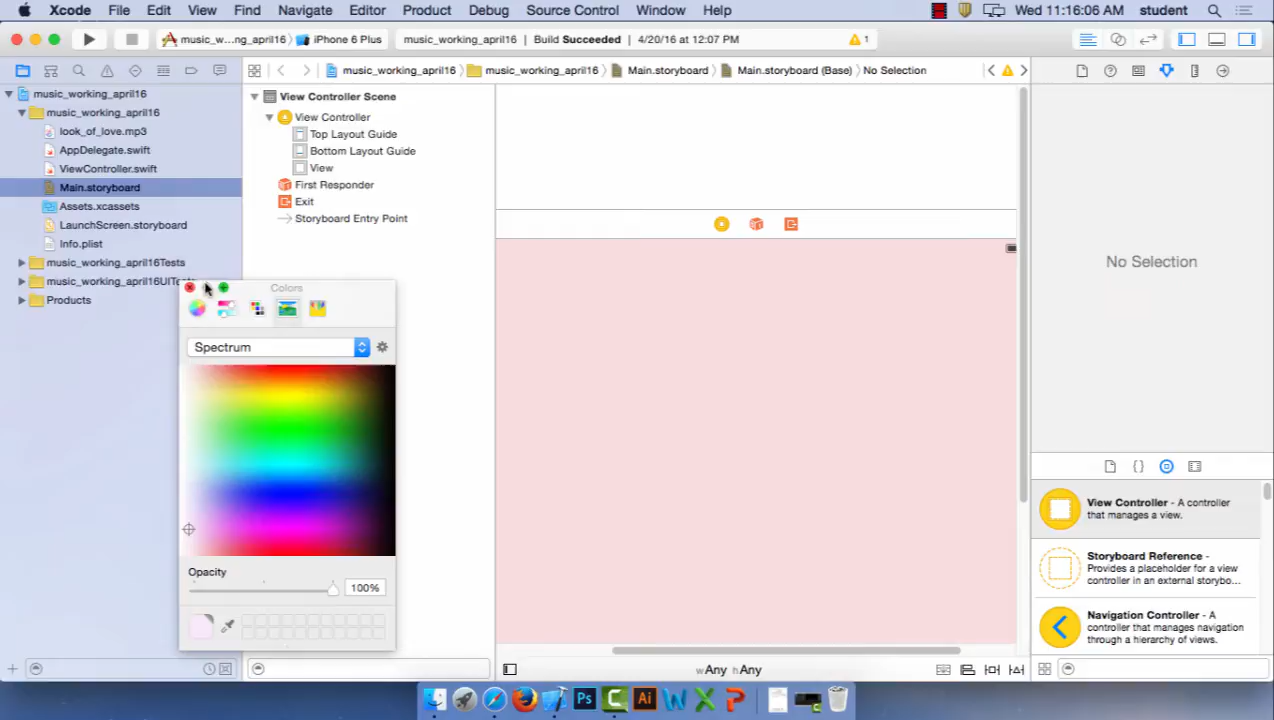 Xcode File Edit View Find Navigate Editor Product Debug Source Control Window Help Wed 11:16:06 AM student
music_w...ng_april16 iPhone 6 Plus music_working_april16 Build Succeeded 4/20/16 at 12:07 PM 1
music_working_april16 music_working_april16 Main.storyboard Main.storyboard (Base) No Selection
music_working_april16
music_working_april16
look_of_love.mp3
AppDelegate.swift
ViewController.swift
Main.storyboard
Assets.xcassets
LaunchScreen.storyboard
Info.plist
music_working_april16Tests
music_working_april16UITests
Products
View Controller Scene
View Controller
Top Layout Guide
Bottom Layout Guide
View
First Responder
Exit
Storyboard Entry Point
Colors
Spectrum
Opacity
100%
No Selection
View Controller - A controller
that manages a view.
Storyboard Reference -
Provides a placeholder for a view
controller in an external storybo...
Navigation Controller - A
controller that manages navigation
through a hierarchy of views.
wAny hAny
Ps Ai